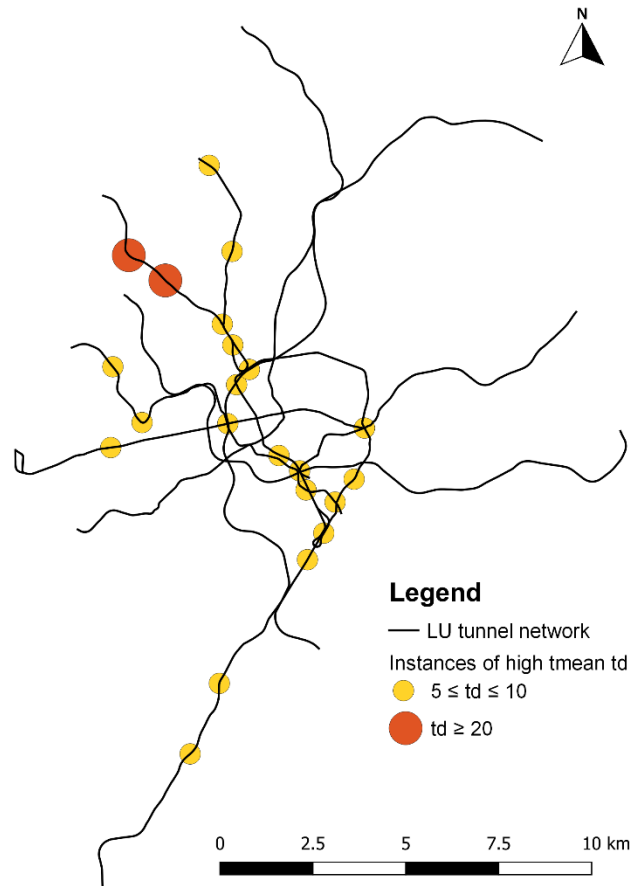 N
Legend
LU tunnel network
Instances of high tmean td
5 ≤ td ≤ 10
td ≥ 20
0 2.5 5 7.5 10 km